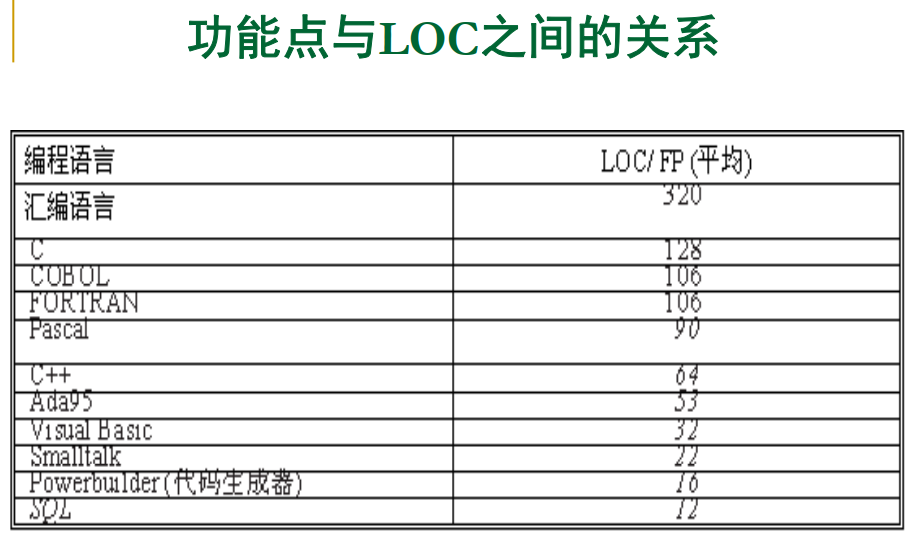 功能点与LOC之间的关系
编程语言 LOC/FP(平均)
汇编语言 320
C 128
COBOL 106
FORTRAN 106
Pascal 90
C++ 64
Ada95 53
Visual Basic 32
Smalltalk 22
Powerbuilder(代码生成器) 16
SQL 12